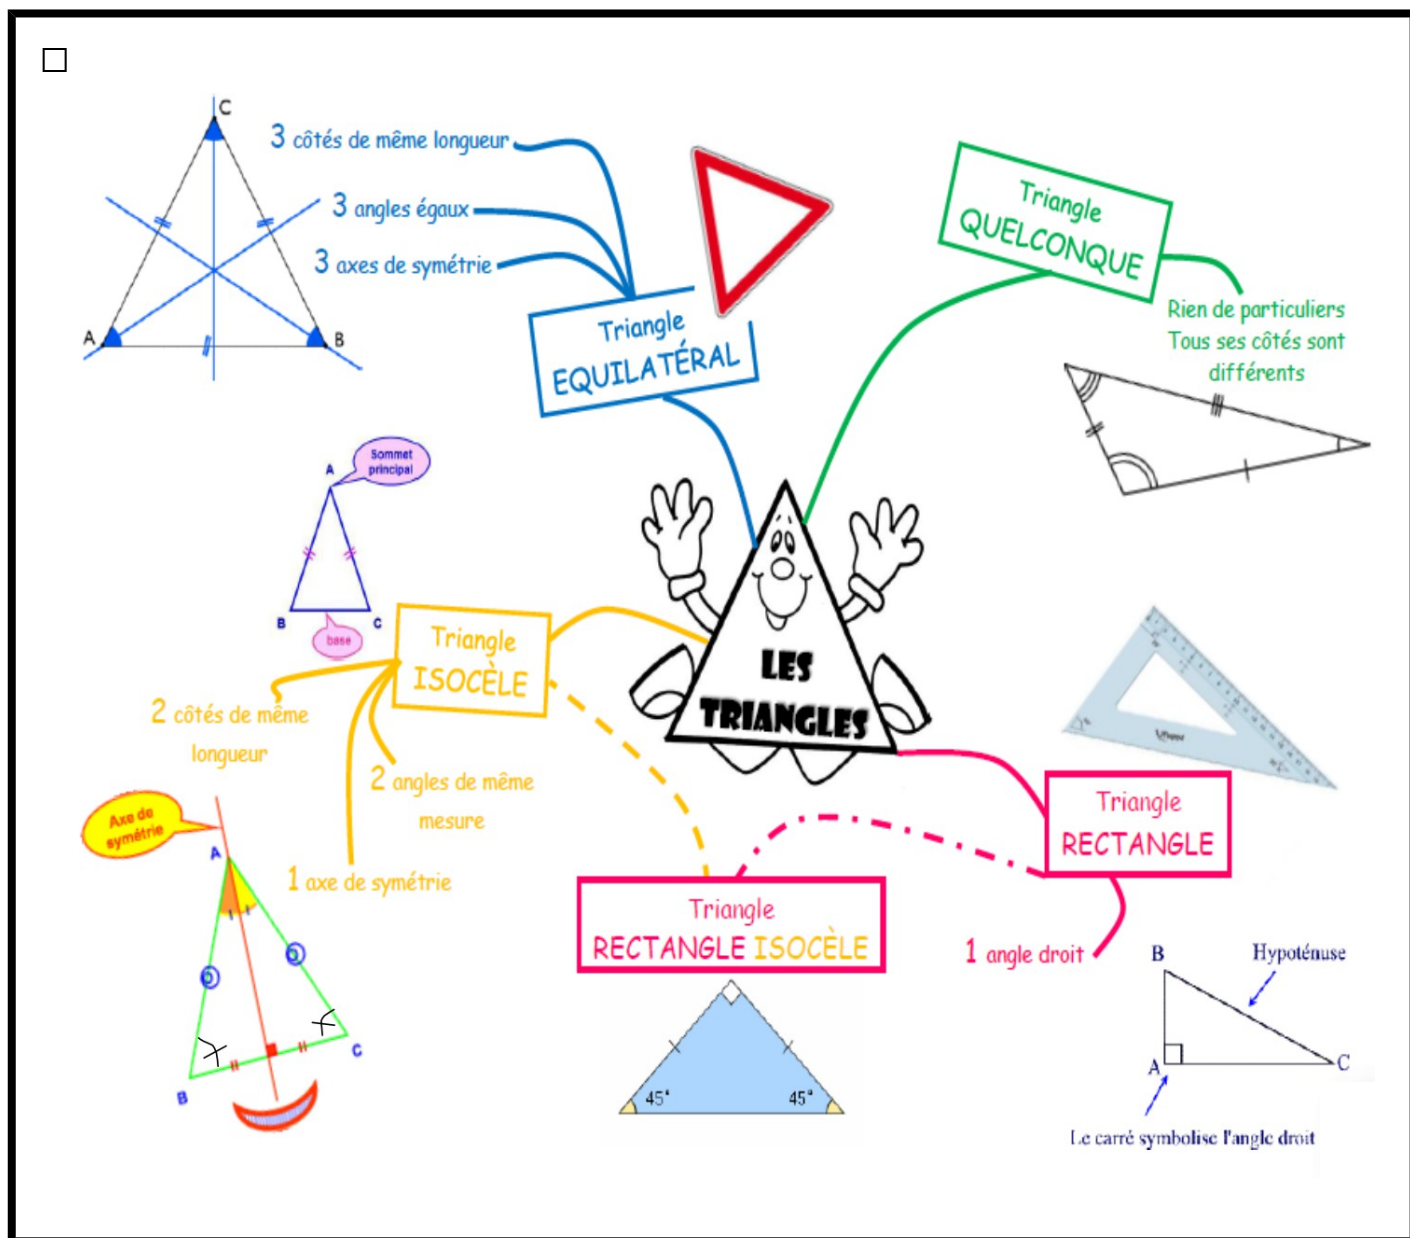 C
3 côtés de même longueur
3 angles égaux
3 axes de symétrie
A
B
Triangle
EQUILATÉRAL
Triangle
QUELCONQUE
Rien de particuliers
Tous ses côtés sont
différents
Sommet
principal
A
B
C
base
Triangle
ISOCÈLE
2 côtés de même
longueur
2 angles de même
mesure
1 axe de symétrie
Axe de
symétrie
A
B
C
LES
TRIANGLES
Triangle
RECTANGLE
1 angle droit
Triangle
RECTANGLE ISOCÈLE
45°
45°
B
Hypoténuse
A
C
Le carré symbolise l'angle droit